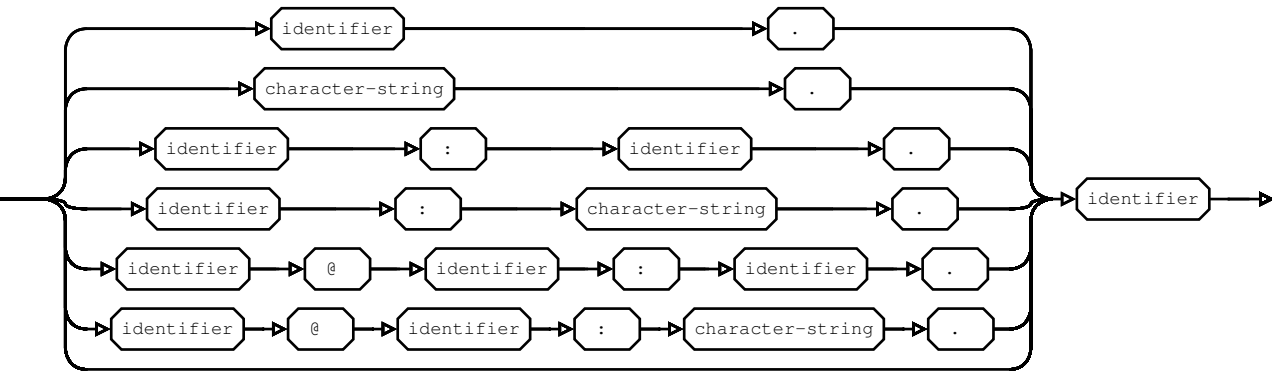 identifier .
character-string .
identifier : identifier .
identifier : character-string .
identifier
identifier @ identifier : identifier .
identifier @ identifier : character-string .